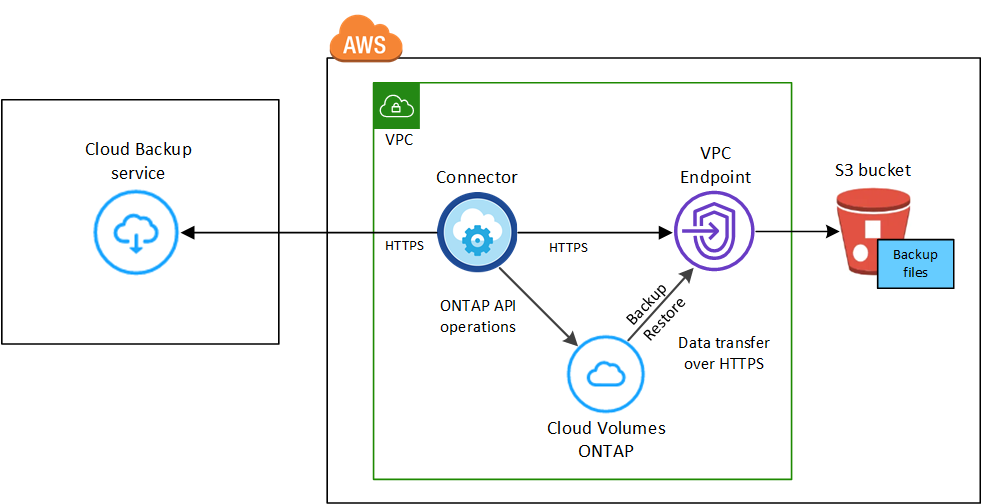 AWS
Cloud Backup
service
VPC
Connector
VPC
Endpoint
S3 bucket
HTTPS
HTTPS
Backup
files
ONTAP API
operations
Backup
Restore
Data transfer
over HTTPS
Cloud Volumes
ONTAP